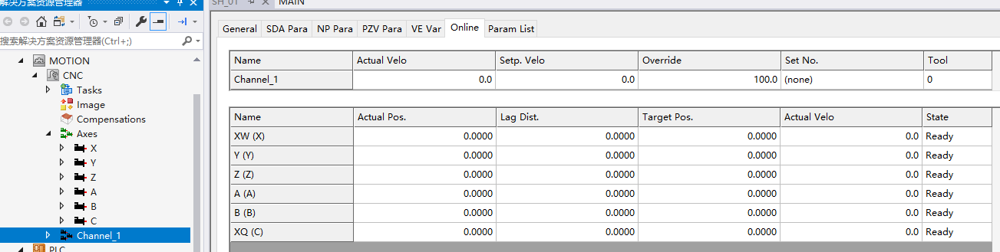 解决方案资源管理器
搜索解决方案资源管理器(Ctrl+;)
MOTION
CNC
Tasks
Image
Compensations
Axes
X
Y
Z
A
B
C
Channel_1
PLC
SH_01 MAIN
General SDA Para NP Para PZV Para VE Var Online Param List
Name Actual Velo Setp. Velo Override Set No. Tool
Channel_1 0.0 0.0 100.0 (none) 0
Name Actual Pos. Lag Dist. Target Pos. Actual Velo State
XW (X) 0.0000 0.0000 0.0000 0.0 Ready
Y (Y) 0.0000 0.0000 0.0000 0.0 Ready
Z (Z) 0.0000 0.0000 0.0000 0.0 Ready
A (A) 0.0000 0.0000 0.0000 0.0 Ready
B (B) 0.0000 0.0000 0.0000 0.0 Ready
XQ (C) 0.0000 0.0000 0.0000 0.0 Ready